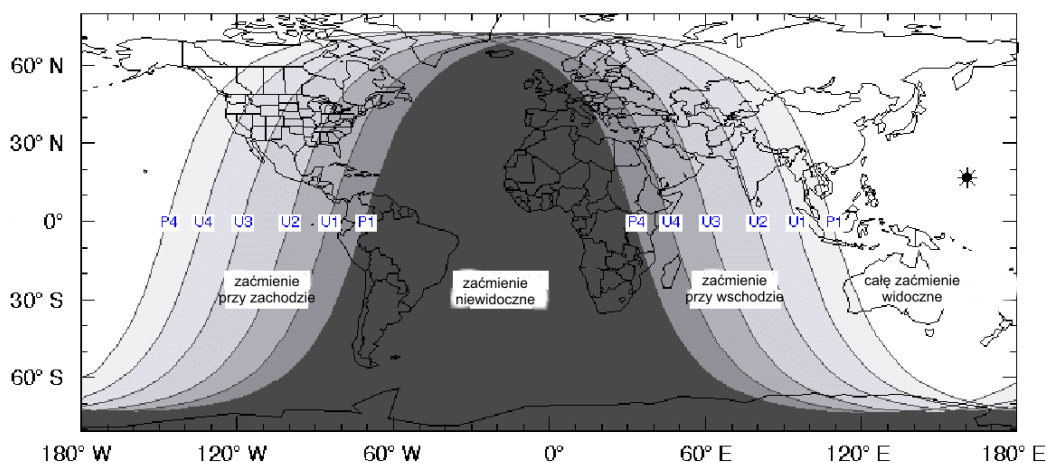 60° N
30° N
0°
30° S
60° S
P4 U4 U3 U2 U1 P1 P4 U4 U3 U2 U1 P1
zaćmienie
przy zachodzie
zaćmienie
niewidoczne
zaćmienie
przy wschodzie
całę zaćmienie
widoczne
180° W 120° W 60° W 0° 60° E 120° E 180° E